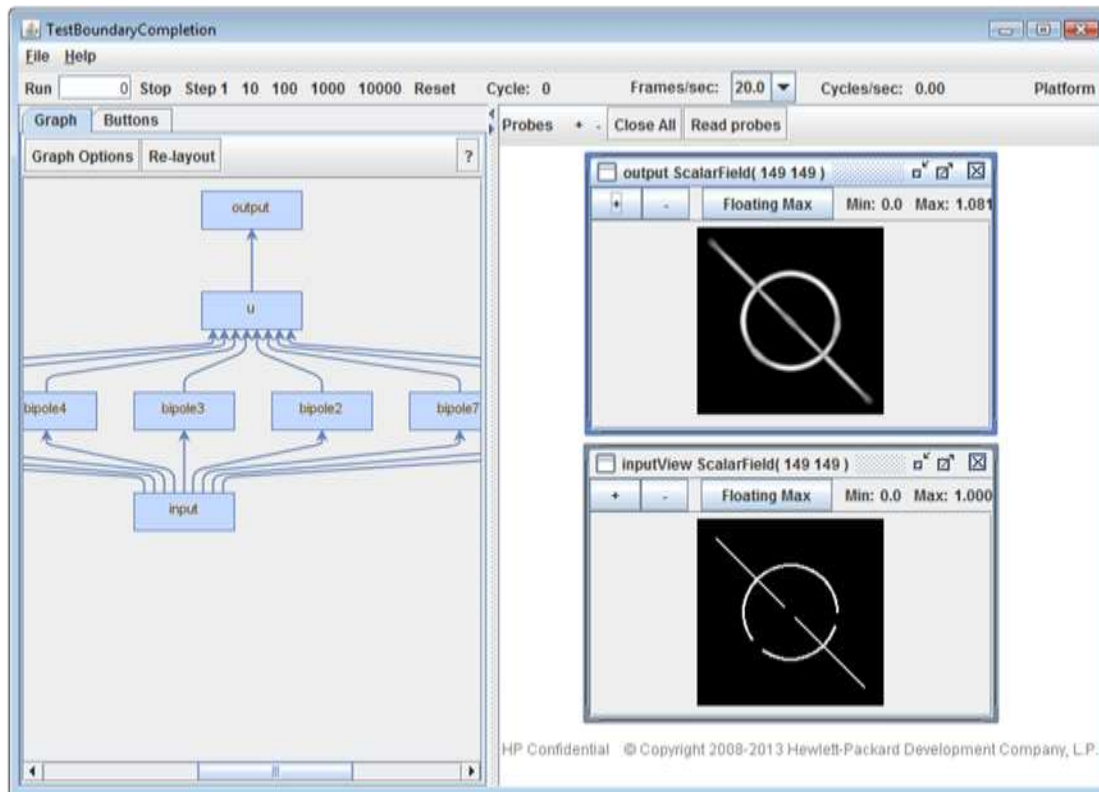 TestBoundaryCompletion
File Help
Run 0 Stop Step 1 10 100 1000 10000 Reset Cycle: 0 Frames/sec: 20.0 Cycles/sec: 0.00 Platform
Graph Buttons
Probes + - Close All Read probes
Graph Options Re-layout ?
output
u
bipole4 bipole3 bipole2 bipole7
input
output ScalarField( 149 149 )
+ - Floating Max Min: 0.0 Max: 1.081
inputView ScalarField( 149 149 )
+ - Floating Max Min: 0.0 Max: 1.000
HP Confidential © Copyright 2008-2013 Hewlett-Packard Development Company, L.P.